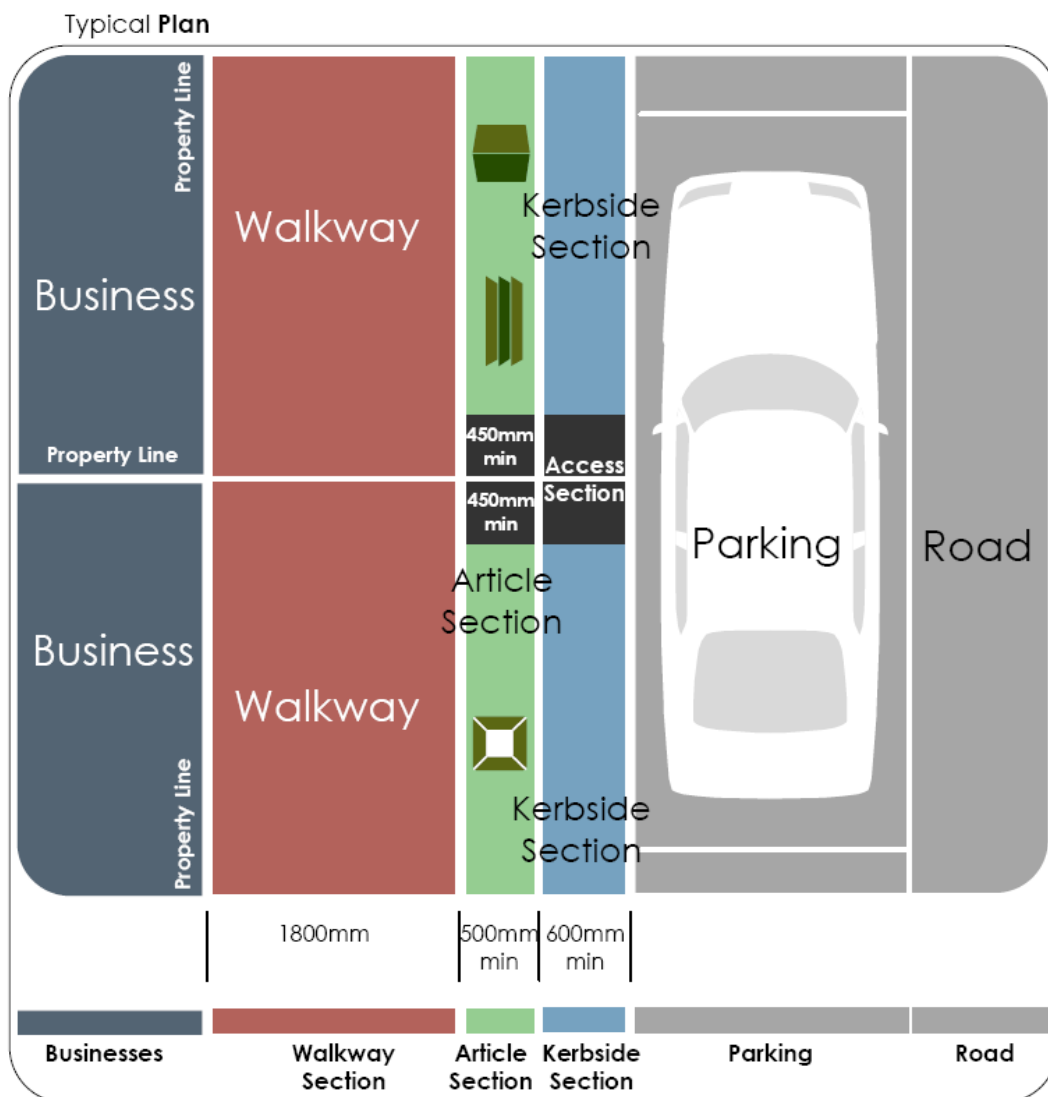 Typical Plan
Property Line
Walkway
Kerbside
Section
Business
Property Line
450mm
min
Access
Section
450mm
min
Parking
Road
Article
Section
Business
Walkway
Property Line
Kerbside
Section
1800mm
500mm
min
600mm
min
Businesses
Walkway
Section
Article
Section
Kerbside
Section
Parking
Road